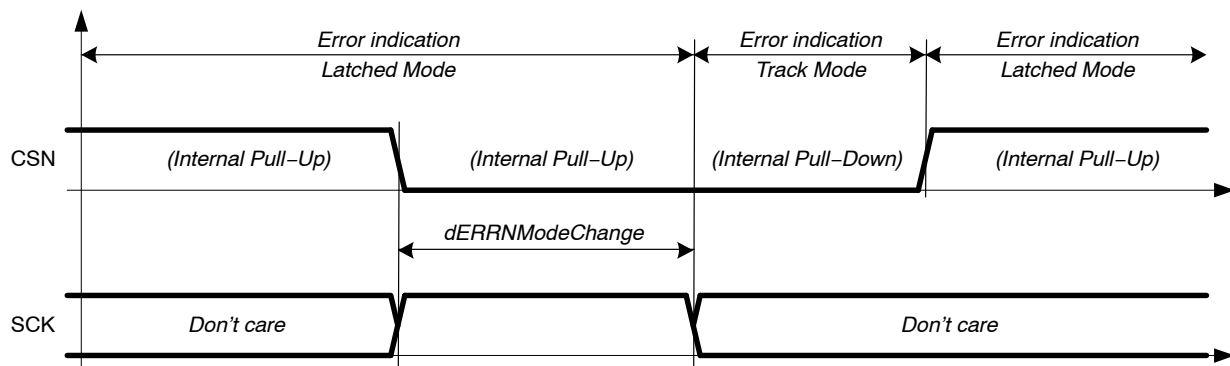 Error indication Error indication Error indication
Latched Mode Track Mode Latched Mode
CSN (Internal Pull−Up) (Internal Pull−Up) (Internal Pull−Down) (Internal Pull−Up)
dERRNModeChange
SCK Don't care Don't care